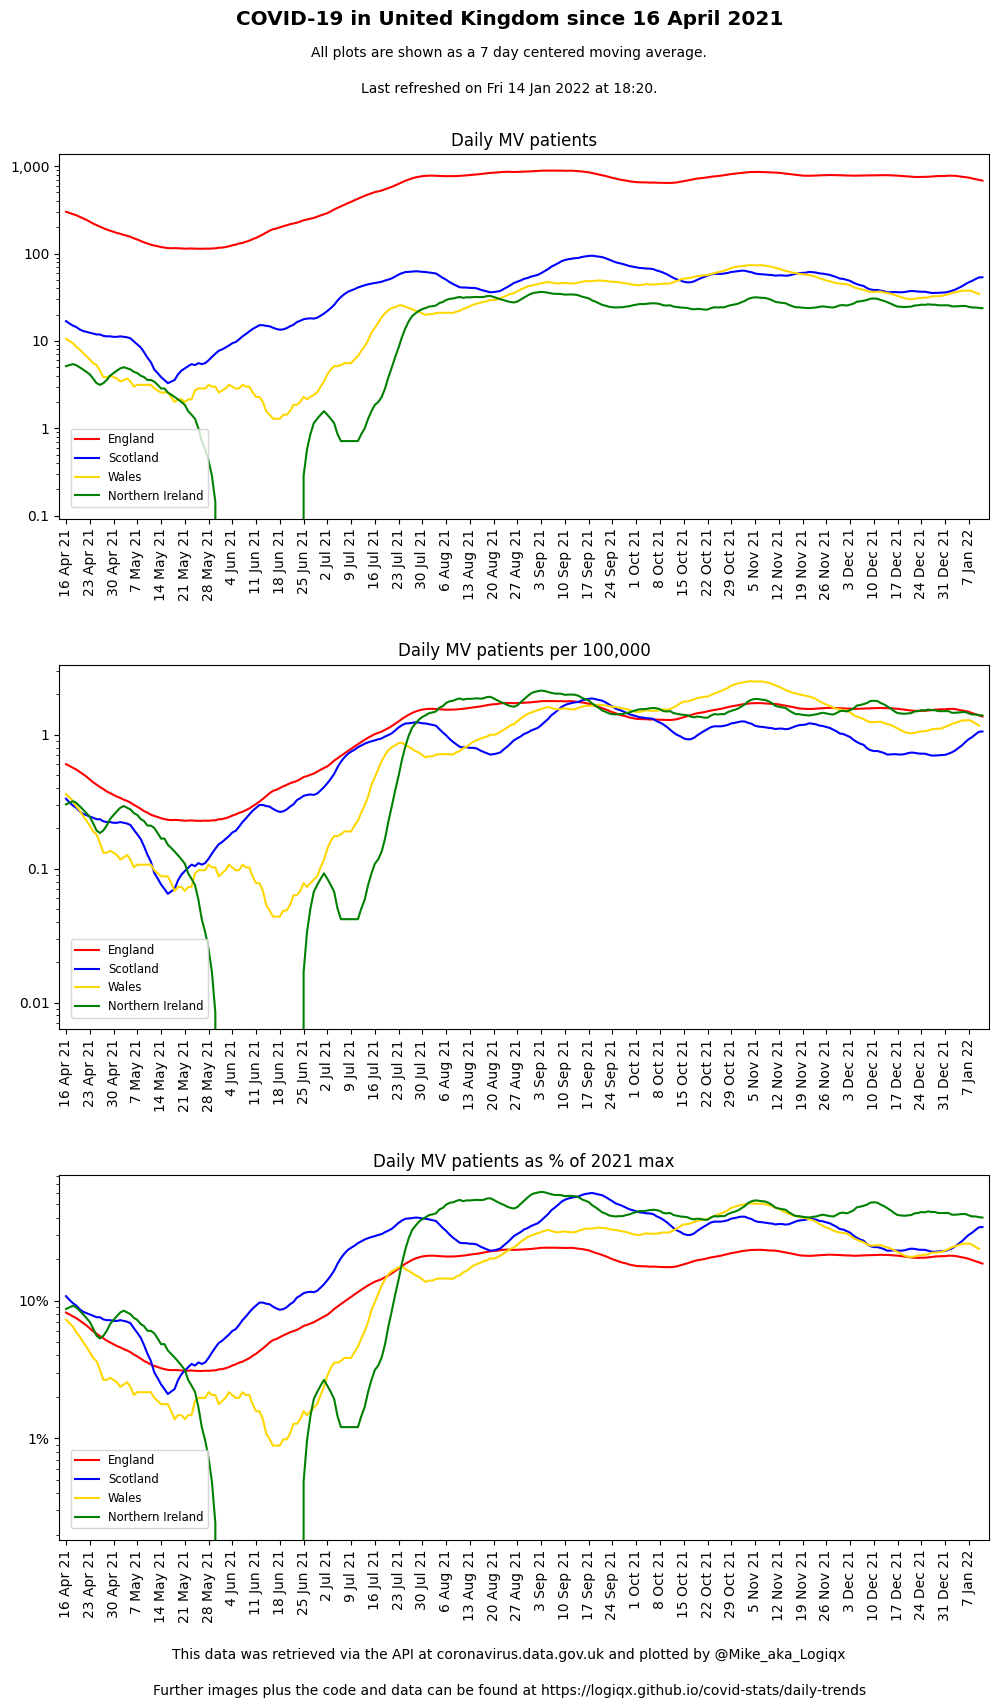 COVID-19 in United Kingdom since 16 April 2021
All plots are shown as a 7 day centered moving average.
Last refreshed on Fri 14 Jan 2022 at 18:20.
Daily MV patients
1,000
100
10
1
0.1
England
Scotland
Wales
Northern Ireland
16 Apr 21
23 Apr 21
30 Apr 21
7 May 21
14 May 21
21 May 21
28 May 21
4 Jun 21
11 Jun 21
18 Jun 21
25 Jun 21
2 Jul 21
9 Jul 21
16 Jul 21
23 Jul 21
30 Jul 21
6 Aug 21
13 Aug 21
20 Aug 21
27 Aug 21
3 Sep 21
10 Sep 21
17 Sep 21
24 Sep 21
1 Oct 21
8 Oct 21
15 Oct 21
22 Oct 21
29 Oct 21
5 Nov 21
12 Nov 21
19 Nov 21
26 Nov 21
3 Dec 21
10 Dec 21
17 Dec 21
24 Dec 21
31 Dec 21
7 Jan 22
Daily MV patients per 100,000
1
0.1
0.01
England
Scotland
Wales
Northern Ireland
16 Apr 21
23 Apr 21
30 Apr 21
7 May 21
14 May 21
21 May 21
28 May 21
4 Jun 21
11 Jun 21
18 Jun 21
25 Jun 21
2 Jul 21
9 Jul 21
16 Jul 21
23 Jul 21
30 Jul 21
6 Aug 21
13 Aug 21
20 Aug 21
27 Aug 21
3 Sep 21
10 Sep 21
17 Sep 21
24 Sep 21
1 Oct 21
8 Oct 21
15 Oct 21
22 Oct 21
29 Oct 21
5 Nov 21
12 Nov 21
19 Nov 21
26 Nov 21
3 Dec 21
10 Dec 21
17 Dec 21
24 Dec 21
31 Dec 21
7 Jan 22
Daily MV patients as % of 2021 max
10%
1%
England
Scotland
Wales
Northern Ireland
16 Apr 21
23 Apr 21
30 Apr 21
7 May 21
14 May 21
21 May 21
28 May 21
4 Jun 21
11 Jun 21
18 Jun 21
25 Jun 21
2 Jul 21
9 Jul 21
16 Jul 21
23 Jul 21
30 Jul 21
6 Aug 21
13 Aug 21
20 Aug 21
27 Aug 21
3 Sep 21
10 Sep 21
17 Sep 21
24 Sep 21
1 Oct 21
8 Oct 21
15 Oct 21
22 Oct 21
29 Oct 21
5 Nov 21
12 Nov 21
19 Nov 21
26 Nov 21
3 Dec 21
10 Dec 21
17 Dec 21
24 Dec 21
31 Dec 21
7 Jan 22
This data was retrieved via the API at coronavirus.data.gov.uk and plotted by @Mike_aka_Logiqx
Further images plus the code and data can be found at https://logiqx.github.io/covid-stats/daily-trends